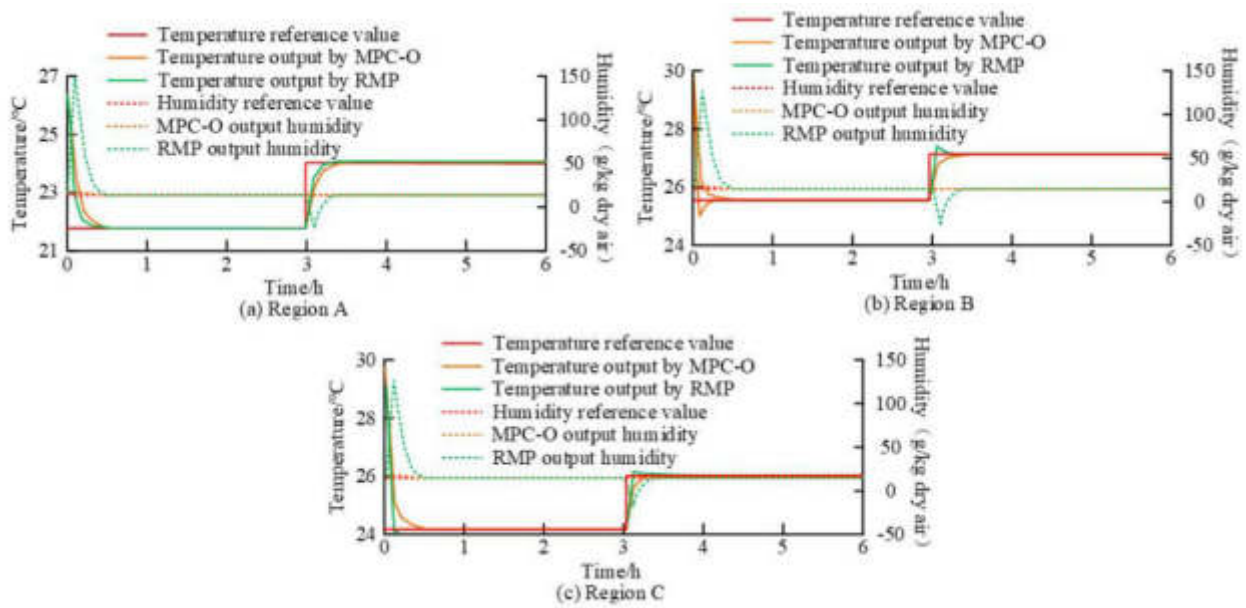 Temperature reference value
Temperature output by MPC-O
Temperature output by RMP
Humidity reference value
MPC-O output humidity
RMP output humidity
Temperature/°C
27
25
23
21
150
100
50
0
-50
Humidity (g/kg dry air)
0 1 2 3 4 5 6
Time/h
(a) Region A
Temperature reference value
Temperature output by MPC-O
Temperature output by RMP
Humidity reference value
MPC-O output humidity
RMP output humidity
Temperature/°C
30
28
26
24
150
100
50
0
-50
Humidity (g/kg dry air)
0 1 2 3 4 5 6
Time/h
(b) Region B
Temperature reference value
Temperature output by MPC-O
Temperature output by RMP
Humidity reference value
MPC-O output humidity
RMP output humidity
Temperature/°C
30
28
26
24
150
100
50
0
-50
Humidity (g/kg dry air)
0 1 2 3 4 5 6
Time/h
(c) Region C